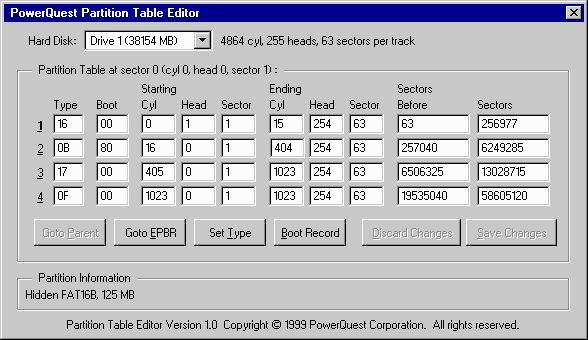 PowerQuest Partition Table Editor
Hard Disk: Drive 1 (38154 MB) 4864 cyl, 255 heads, 63 sectors per track
Partition Table at sector 0 (cyl 0, head 0, sector 1) :
Starting Ending Sectors
Type Boot Cyl Head Sector Cyl Head Sector Before Sectors
1 16 00 0 1 1 15 254 63 63 256977
2 0B 80 16 0 1 404 254 63 257040 6249285
3 17 00 405 0 1 1023 254 63 6506325 13028715
4 0F 00 1023 0 1 1023 254 63 19535040 58605120
Goto Parent Goto EPBR Set Type Boot Record Discard Changes Save Changes
Partition Information
Hidden FAT16B, 125 MB
Partition Table Editor Version 1.0 Copyright © 1999 PowerQuest Corporation. All rights reserved.